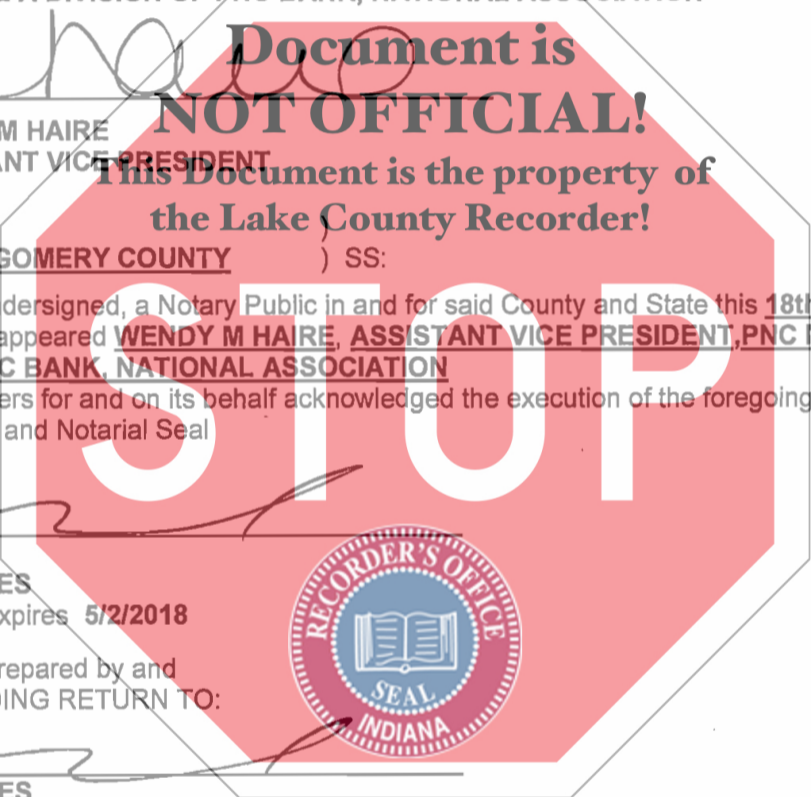 Document is
NOT OFFICIAL!
M HAIRE
ANT VICE PRESIDENT
This Document is the property of
the Lake County Recorder!
)
GOMERY COUNTY ) SS:
dersigned, a Notary Public in and for said County and State this 18th
appeared WENDY M HAIRE, ASSISTANT VICE PRESIDENT,PNC
C BANK, NATIONAL ASSOCIATION
ers for and on its behalf acknowledged the execution of the foregoing
and Notarial Seal
STOP
ES
xpires 5/2/2018
repared by and
ING RETURN TO:
RECORDER'S OFFICE
SEAL
INDIANA
ES